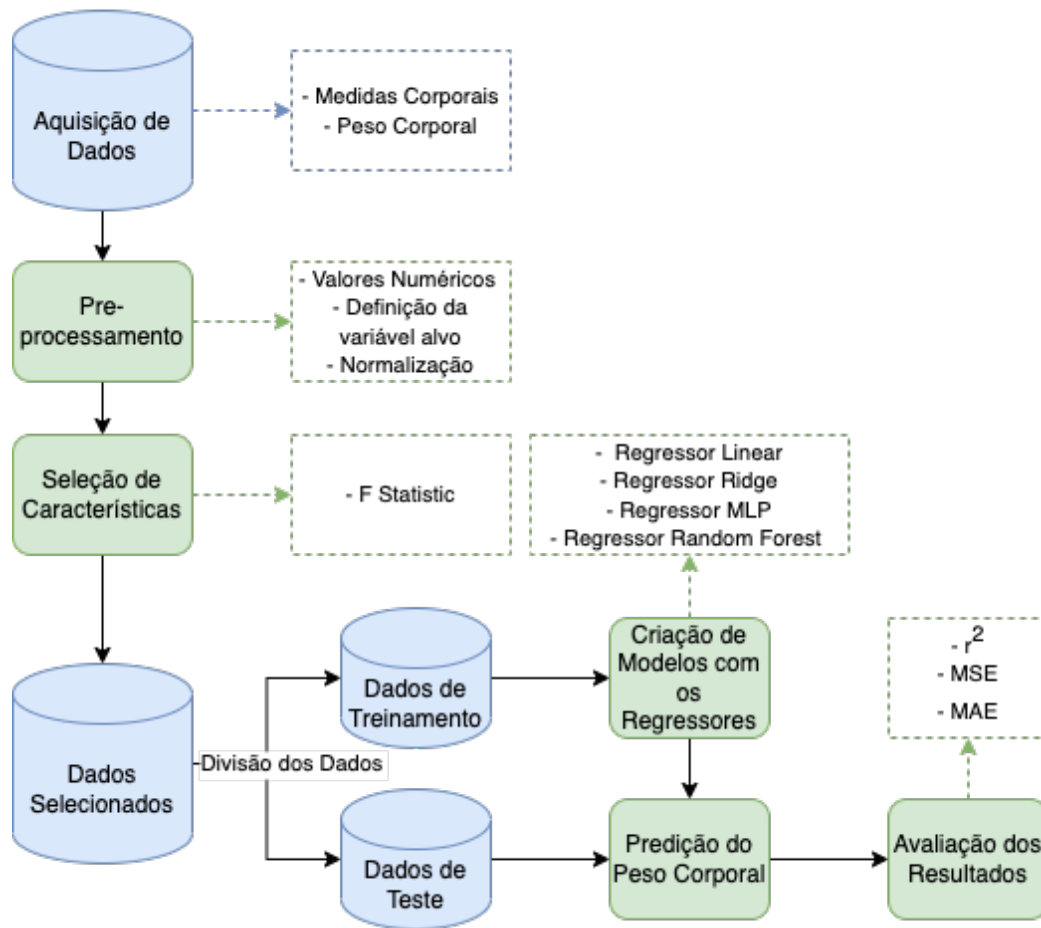 Aquisição de
Dados
- Medidas Corporais
- Peso Corporal
Pre-
processamento
- Valores Numéricos
- Definição da
variável alvo
- Normalização
Seleção de
Características
- F Statistic
- Regressor Linear
- Regressor Ridge
- Regressor MLP
- Regressor Random Forest
Dados
Selecionados
Divisão dos Dados
Dados de
Treinamento
Criação de
Modelos com
os
Regressores
- r²
- MSE
- MAE
Dados de
Teste
Predição do
Peso Corporal
Avaliação dos
Resultados